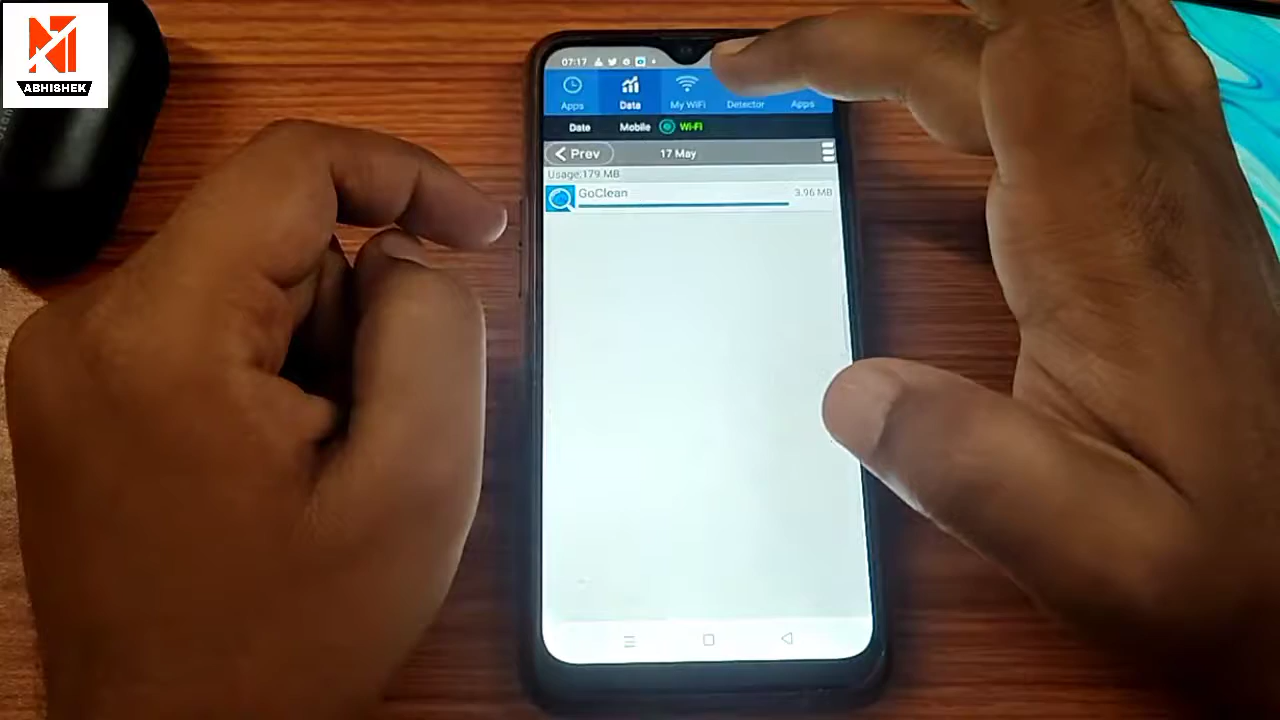 ABHISHEK
07:17
Apps Data My WiFi Detector Apps
Date Mobile Wi-Fi
Prev 17 May
Usage:179 MB
GoClean 3.96 MB